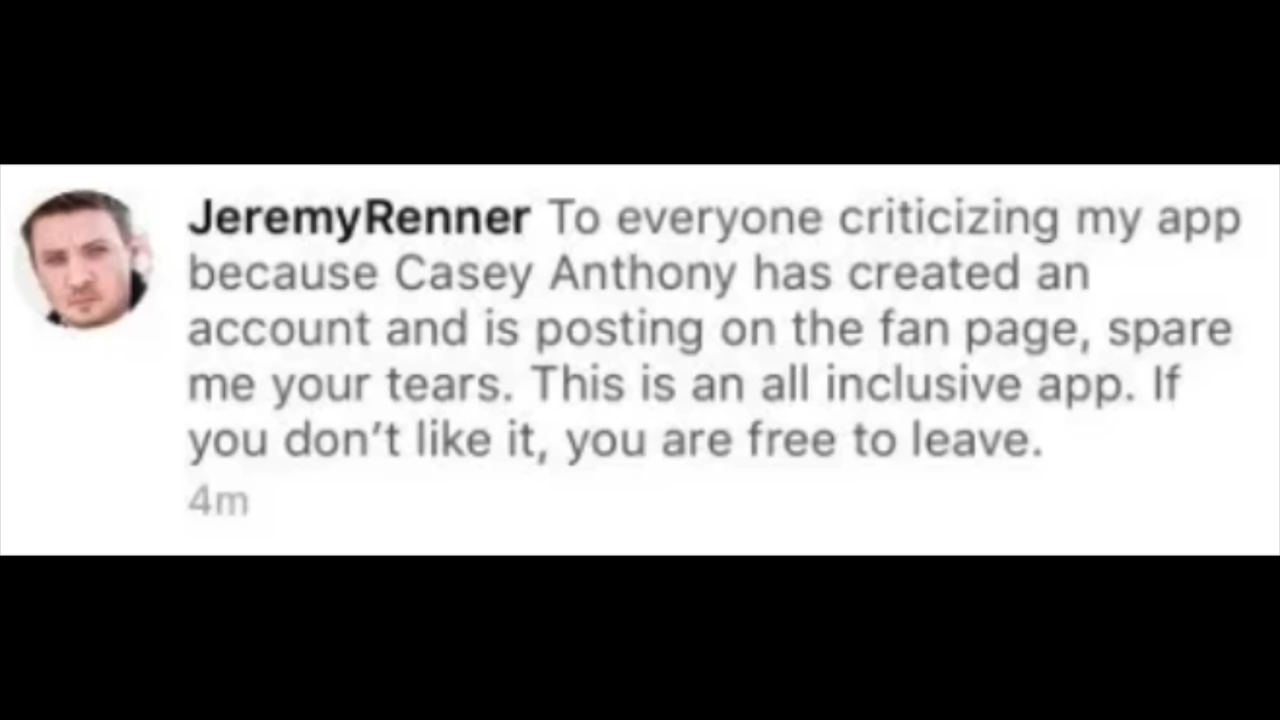 JeremyRenner To everyone criticizing my app
because Casey Anthony has created an
account and is posting on the fan page, spare
me your tears. This is an all inclusive app. If
you don’t like it, you are free to leave.
4m